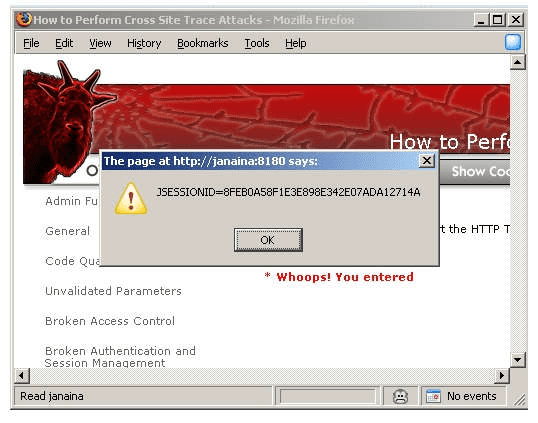 How to Perform Cross Site Trace Attacks - Mozilla Firefox
File Edit View History Bookmarks Tools Help
How to Perf
The page at http://janaina:8180 says:
O
Show Coo
JSESSIONID=8FEB0A58F1E3E898E342E07ADA12714A
OK
Admin Fu
General
t the HTTP T
Code Qua
* Whoops! You entered
Unvalidated Parameters
Broken Access Control
Broken Authentication and
Session Management
Read janaina
No events